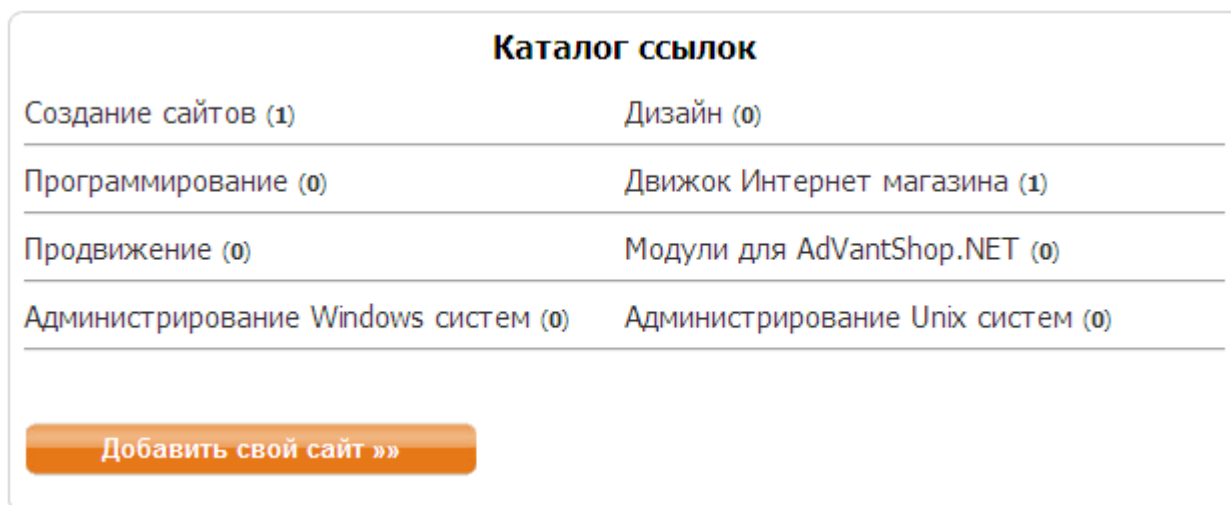 Каталог ссылок
Создание сайтов (1) Дизайн (0)
Программирование (0) Движок Интернет магазина (1)
Продвижение (0) Модули для AdVantShop.NET (0)
Администрирование Windows систем (0) Администрирование Unix систем (0)
Добавить свой сайт »»